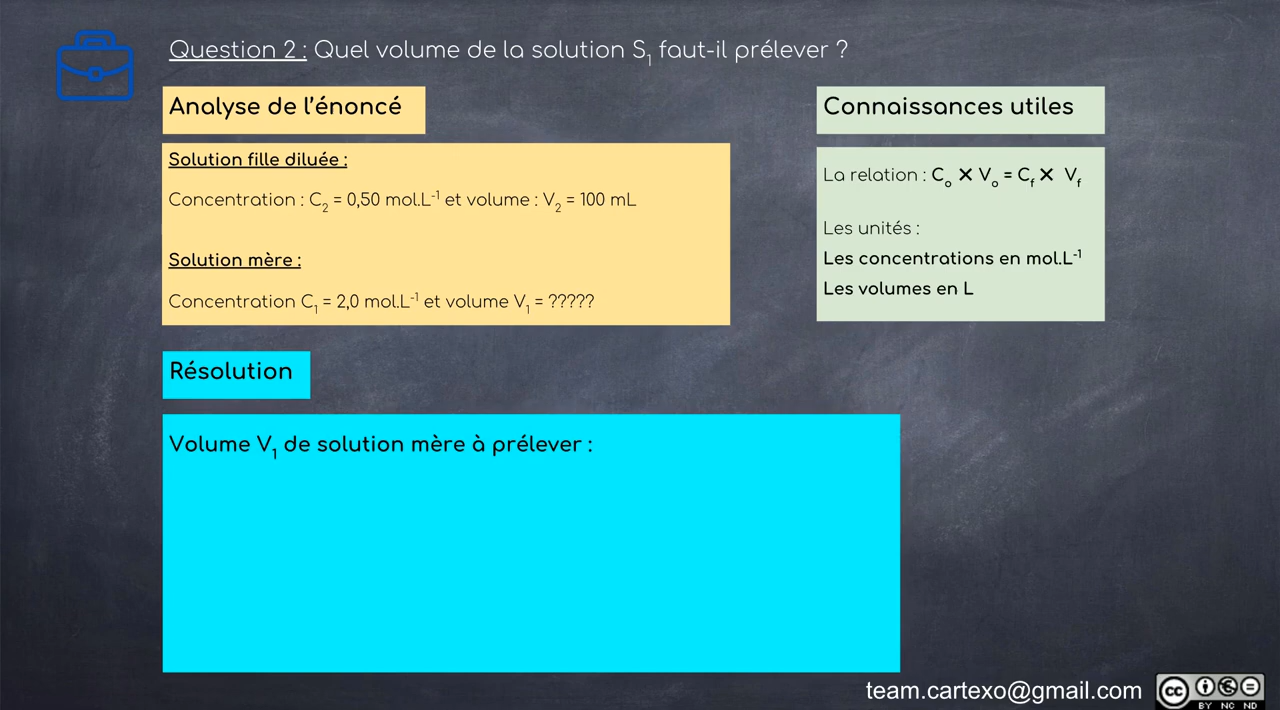 Question 2 : Quel volume de la solution S₁ faut-il prélever ?
Analyse de l’énoncé
Connaissances utiles
Solution fille diluée :
Concentration : C₂ = 0,50 mol.L⁻¹ et volume : V₂ = 100 mL
Solution mère :
Concentration C₁ = 2,0 mol.L⁻¹ et volume V₁ = ?????
La relation : Cₒ × Vₒ = C_f × V_f
Les unités :
Les concentrations en mol.L⁻¹
Les volumes en L
Résolution
Volume V₁ de solution mère à prélever :
team.cartexo@gmail.com
cc
BY NC ND